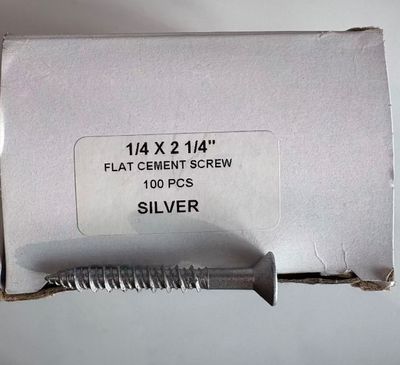 1/4 X 2 1/4"
FLAT CEMENT SCREW
100 PCS
SILVER